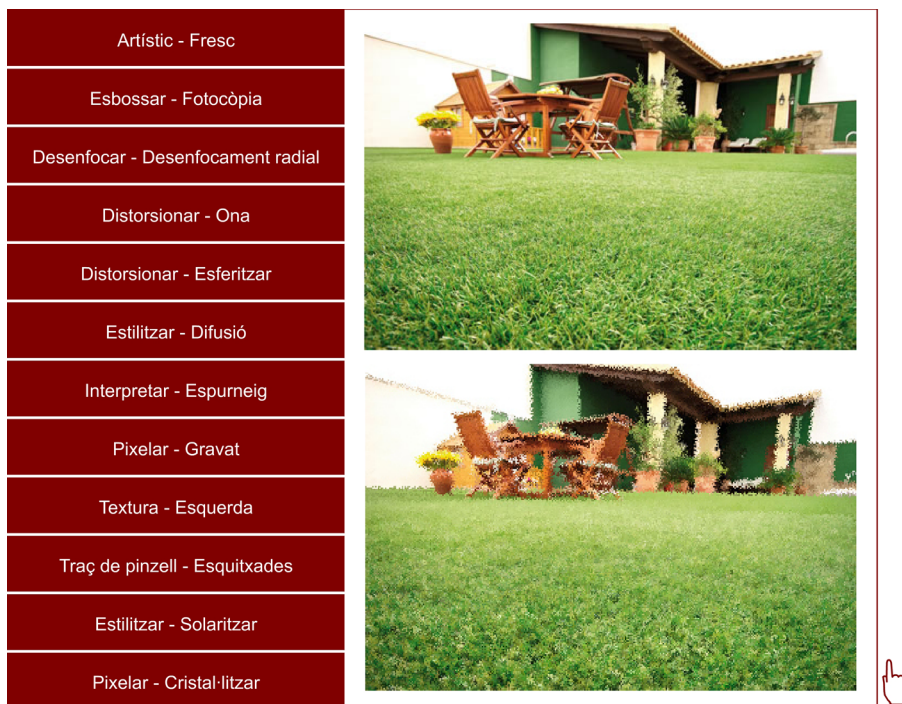 Artístic - Fresc
Esbossar - Fotocòpia
Desenfocar - Desenfocament radial
Distorsionar - Ona
Distorsionar - Esferitzar
Estilitzar - Difusió
Interpretar - Espurneig
Pixelar - Gravat
Textura - Esquerda
Traç de pinzell - Esquitxades
Estilitzar - Solaritzar
Pixelar - Cristal·litzar